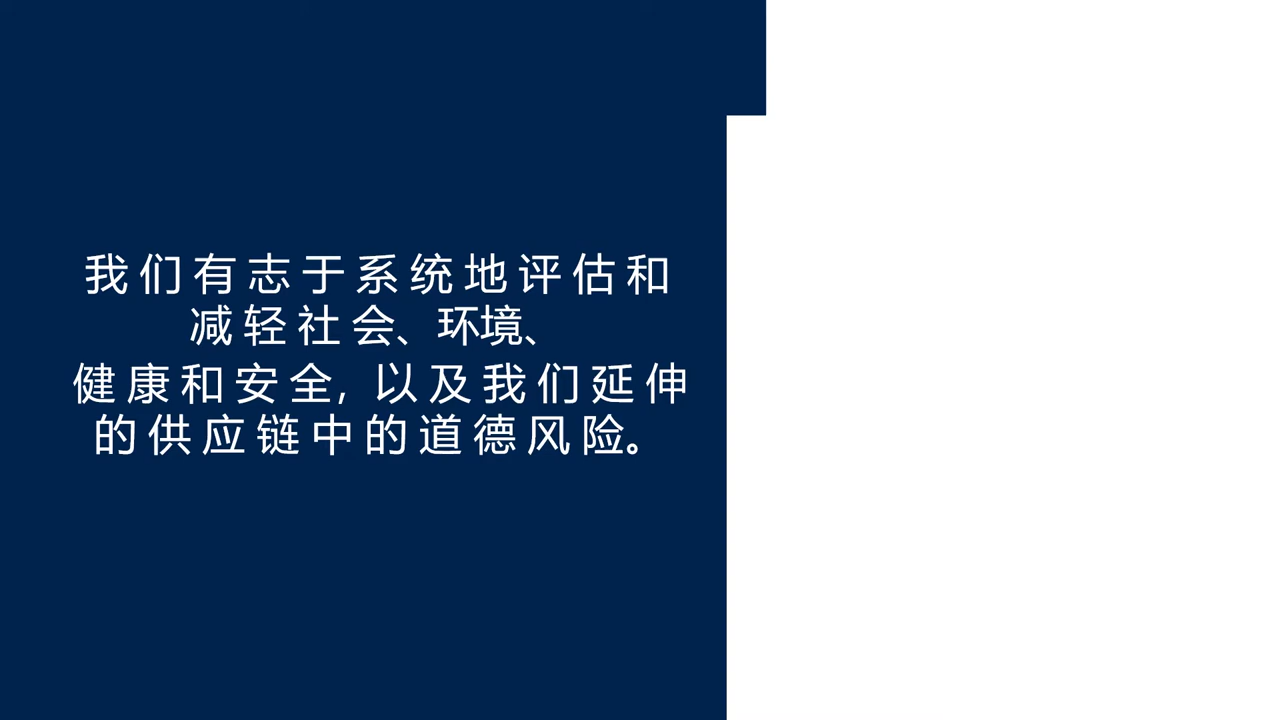 我们有志于系统地评估和
减轻社会、环境、
健康和安全, 以及我们延伸
的供应链中的道德风险。